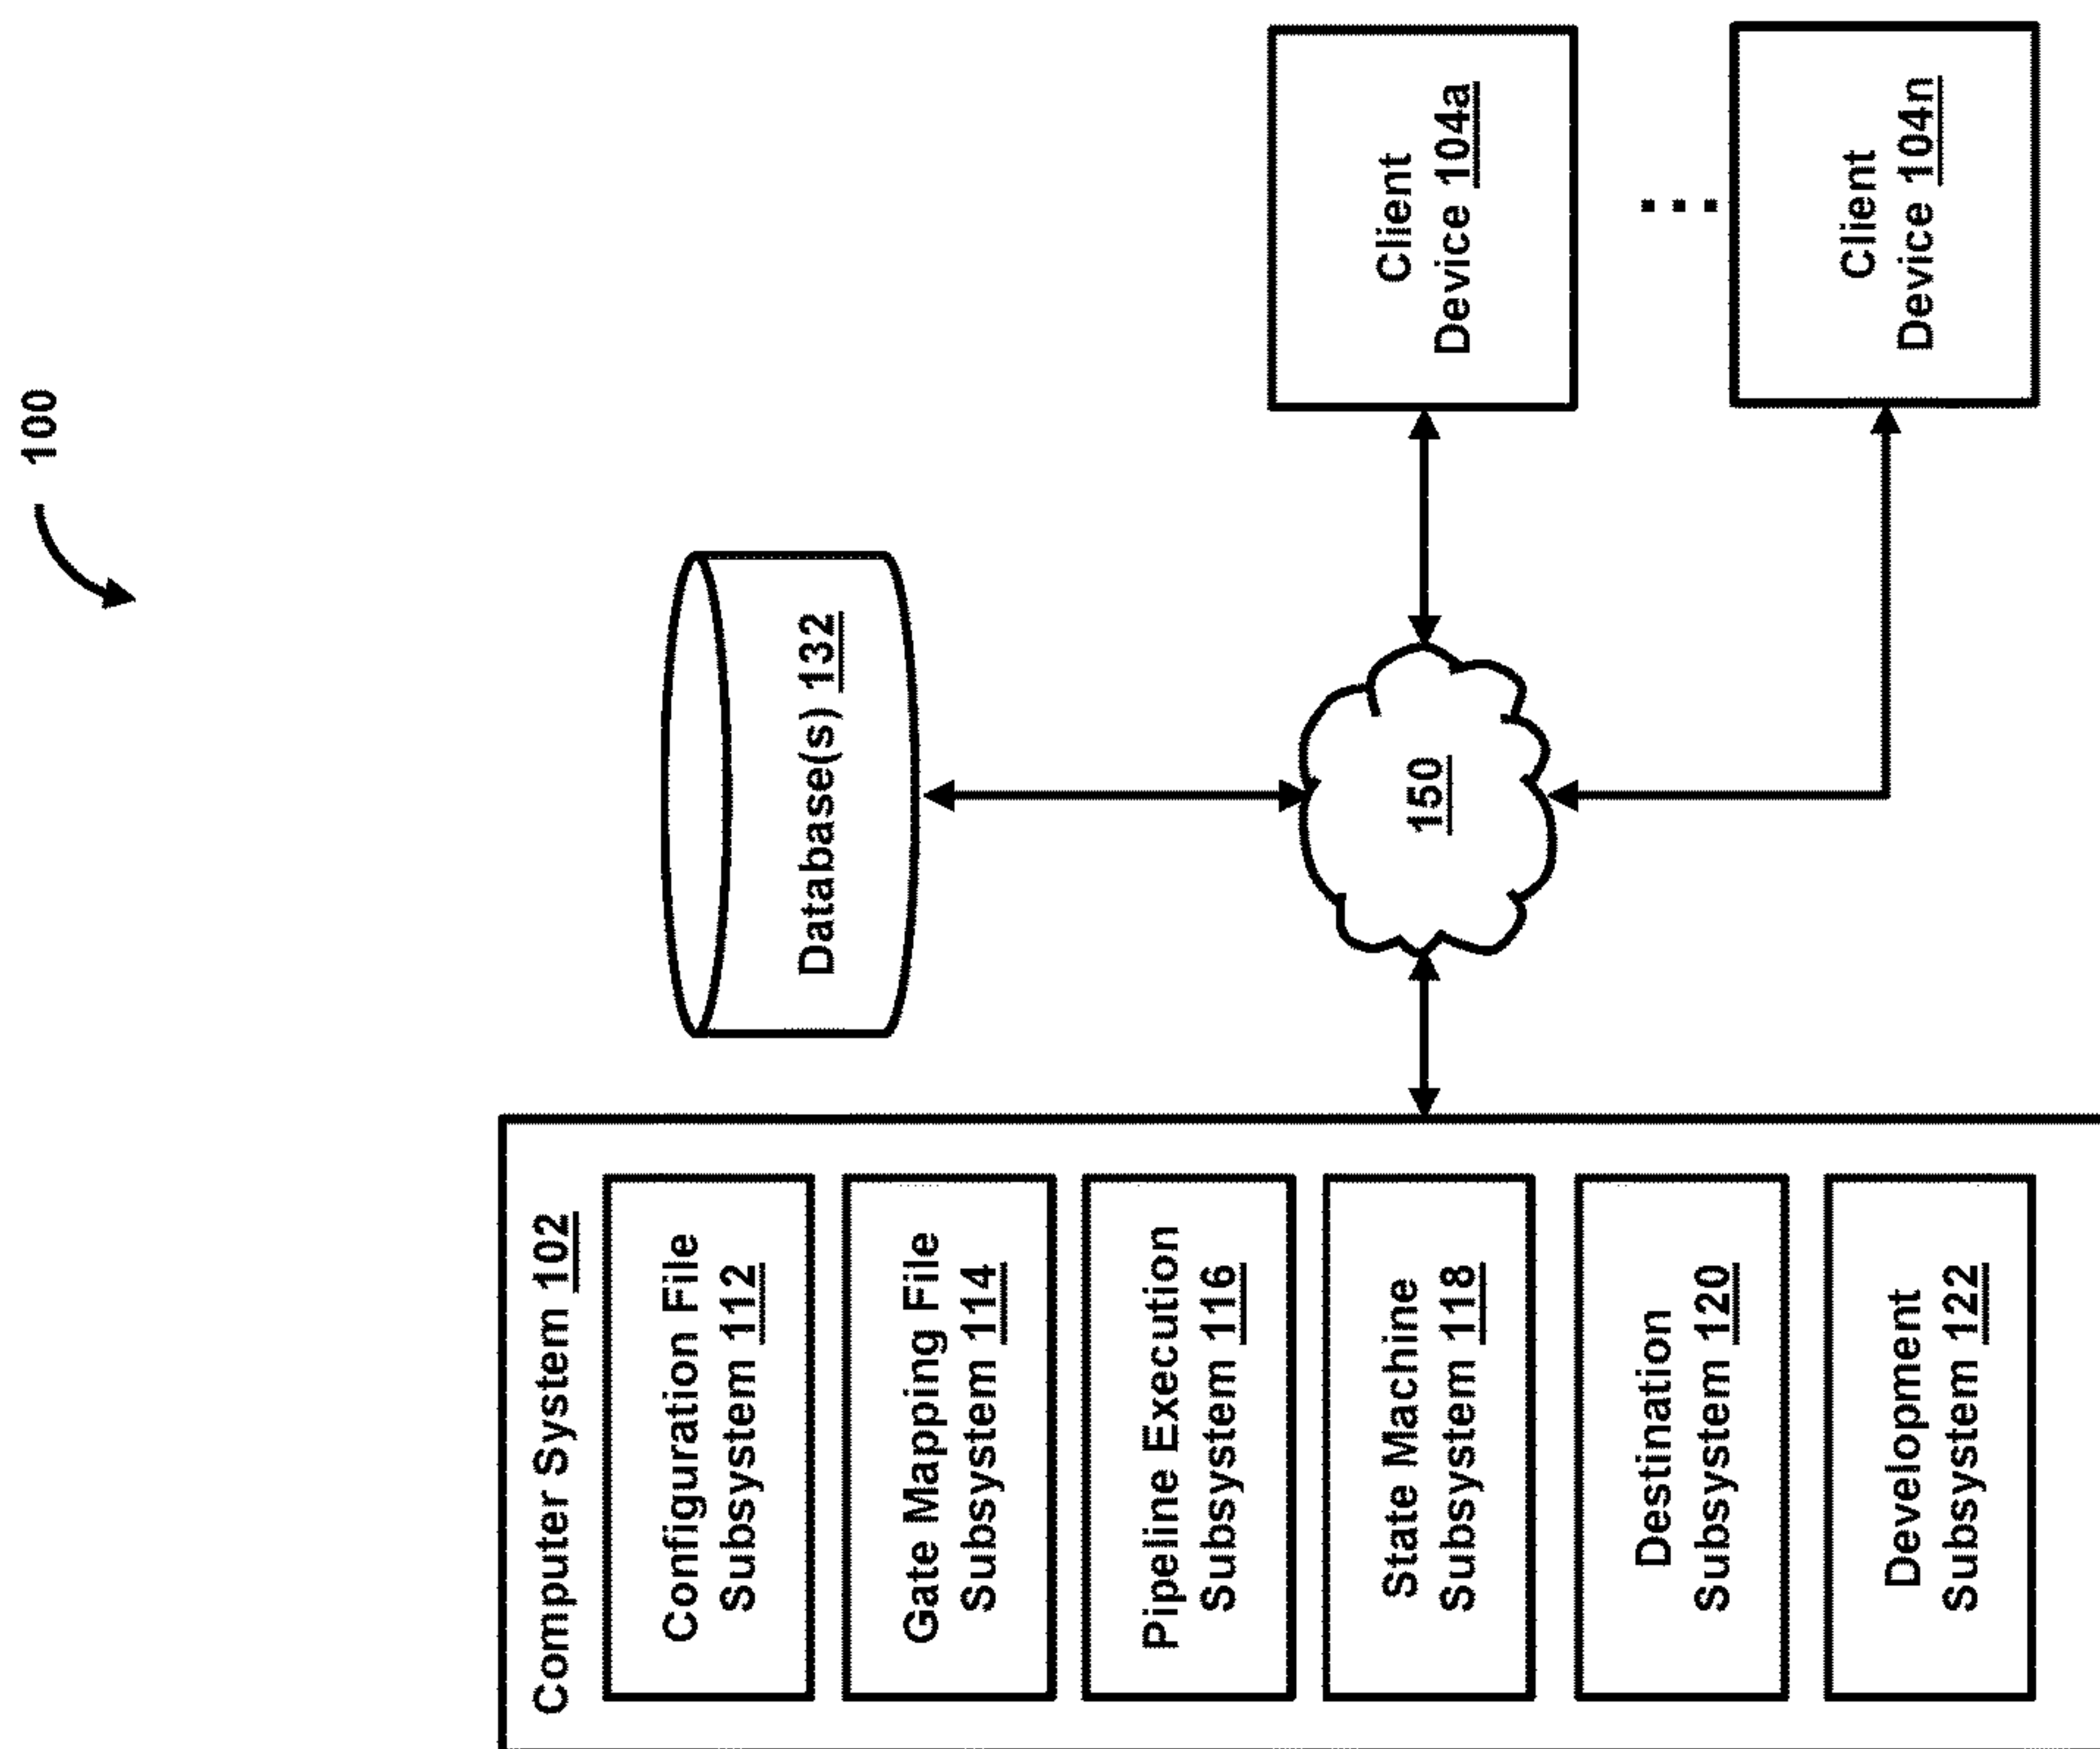 100
Computer System 102
Configuration File
Subsystem 112
Gate Mapping File
Subsystem 114
Pipeline Execution
Subsystem 116
State Machine
Subsystem 118
Destination
Subsystem 120
Development
Subsystem 122
Database(s) 132
150
Client
Device 104a
Client
Device 104n